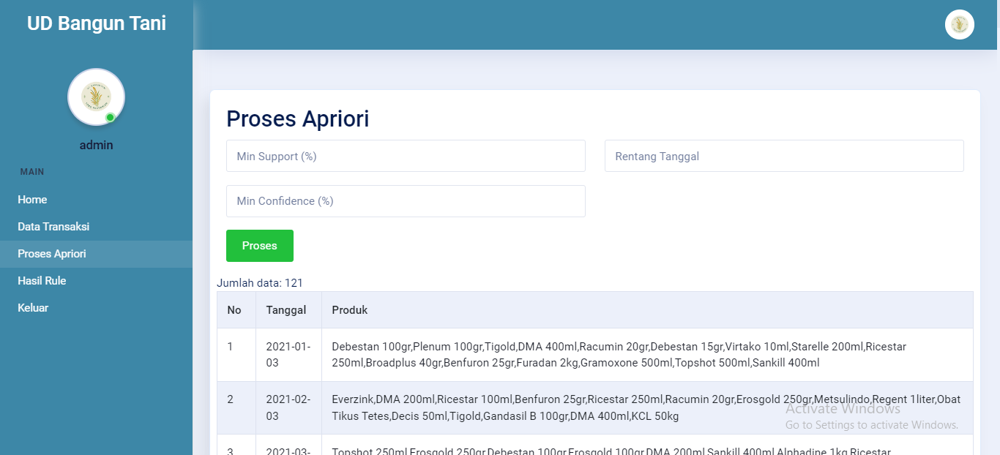 UD Bangun Tani
admin
MAIN
Home
Data Transaksi
Proses Apriori
Hasil Rule
Keluar
Proses Apriori
Min Support (%)
Rentang Tanggal
Min Confidence (%)
Proses
Jumlah data: 121
No Tanggal Produk
1 2021-01-03 Debestan 100gr,Plenum 100gr,Tigold,DMA 400ml,Racumin 20gr,Debestan 15gr,Virtako 10ml,Starelle 200ml,Ricestar
250ml,Broadplus 40gr,Benfuron 25gr,Furadan 2kg,Gramoxone 500ml,Topshot 500ml,Sankill 400ml
2 2021-02-03 Everzink,DMA 200ml,Ricestar 100ml,Benfuron 25gr,Ricestar 250ml,Racumin 20gr,Erosgold 250gr,Metsulindo,Regent 1liter,Obat
Tikus Tetes,Decis 50ml,Tigold,Gandasil B 100gr,DMA 400ml,KCL 50kg
3 2021-03- Topshot 250ml,Erosgold 250gr,Debestan 100gr,Erosgold 100gr,DMA 200ml,Sankill 400ml,Alphadine 1kg,Ricestar
Activate Windows
Go to Settings to activate Windows.